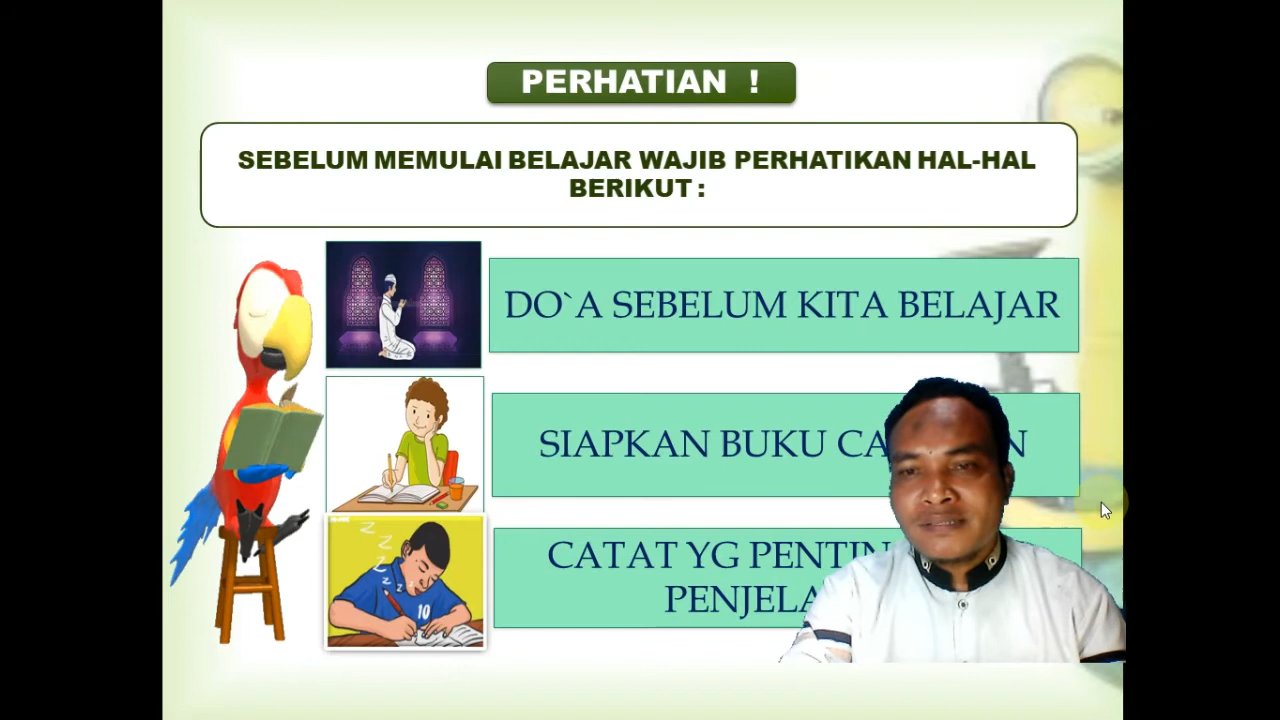 PERHATIAN !
SEBELUM MEMULAI BELAJAR WAJIB PERHATIKAN HAL-HAL
BERIKUT :
DO`A SEBELUM KITA BELAJAR
SIAPKAN BUKU
CATAT YG
10